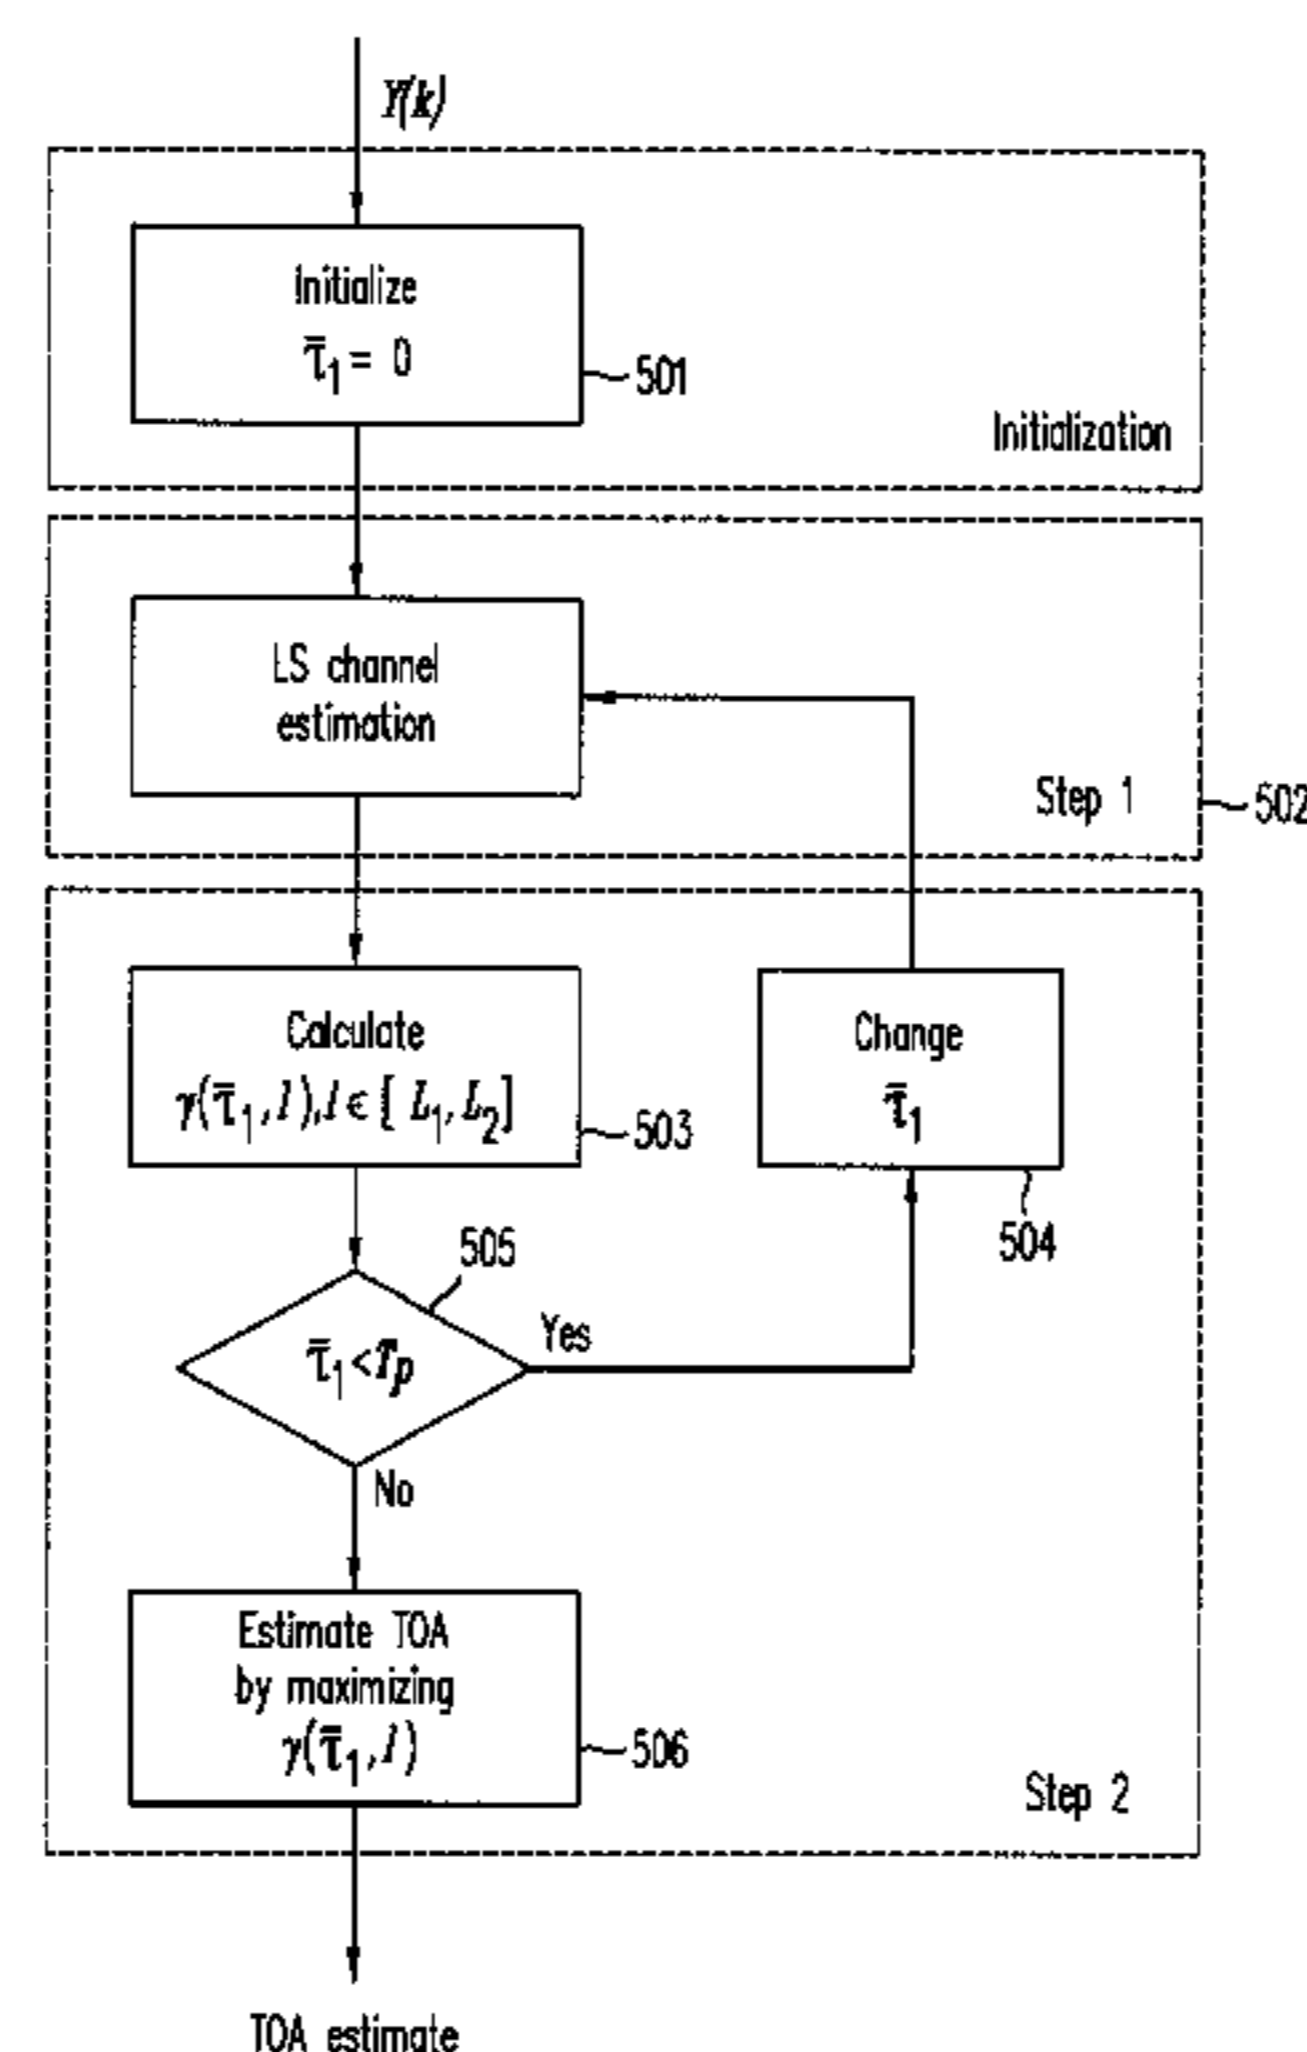 Y(k)
Initialize
τ̄₁ = 0
501
Initialization
LS channel
estimation
Step 1
502
Calculate
γ(τ̄₁, l), l ∈ [ L₁, L₂]
503
Change
τ̄₁
504
505
τ̄₁ < Tₚ
Yes
No
Estimate TOA
by maximizing
γ(τ̄₁, l)
506
Step 2
TOA estimate